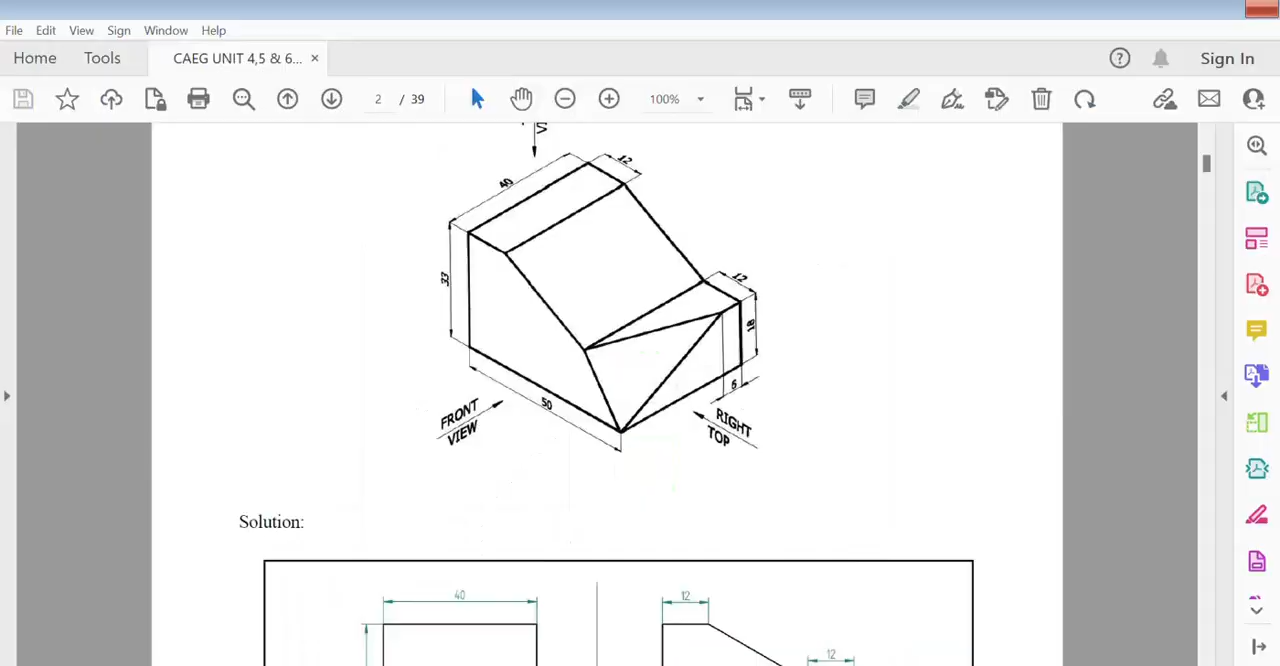 File Edit View Sign Window Help
Home Tools CAEG UNIT 4,5 & 6... × Sign In
2 / 39 100%
12
40
33
12
18
6
50
FRONT
VIEW
RIGHT
TOP
Solution:
40
12
12